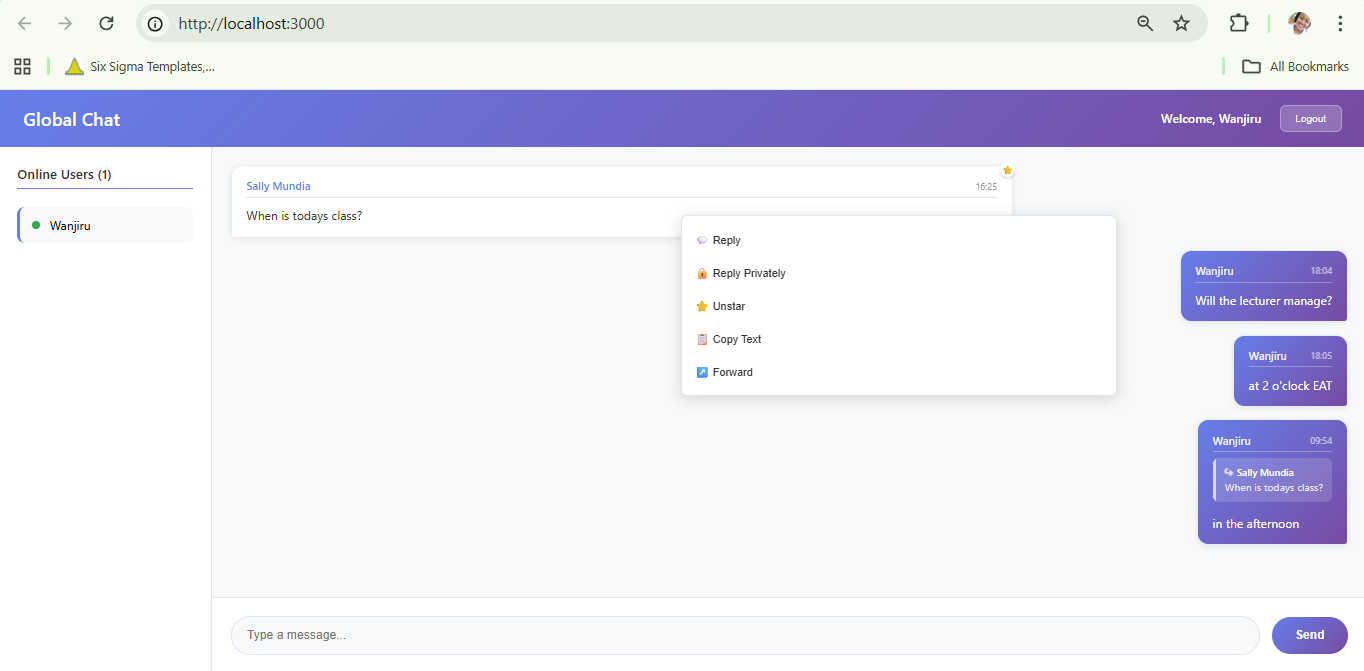 http://localhost:3000
Six Sigma Templates,...
All Bookmarks
Global Chat
Welcome, Wanjiru
Logout
Online Users (1)
Wanjiru
Sally Mundia
16:25
When is todays class?
Reply
Reply Privately
Unstar
Copy Text
Forward
Wanjiru
18:04
Will the lecturer manage?
Wanjiru
18:05
at 2 o'clock EAT
Wanjiru
09:54
↪ Sally Mundia
When is todays class?
in the afternoon
Type a message...
Send